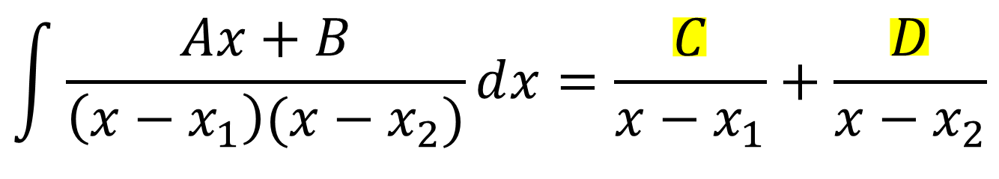 ∫ (Ax + B) / ((x − x₁)(x − x₂)) dx = C / (x − x₁) + D / (x − x₂)